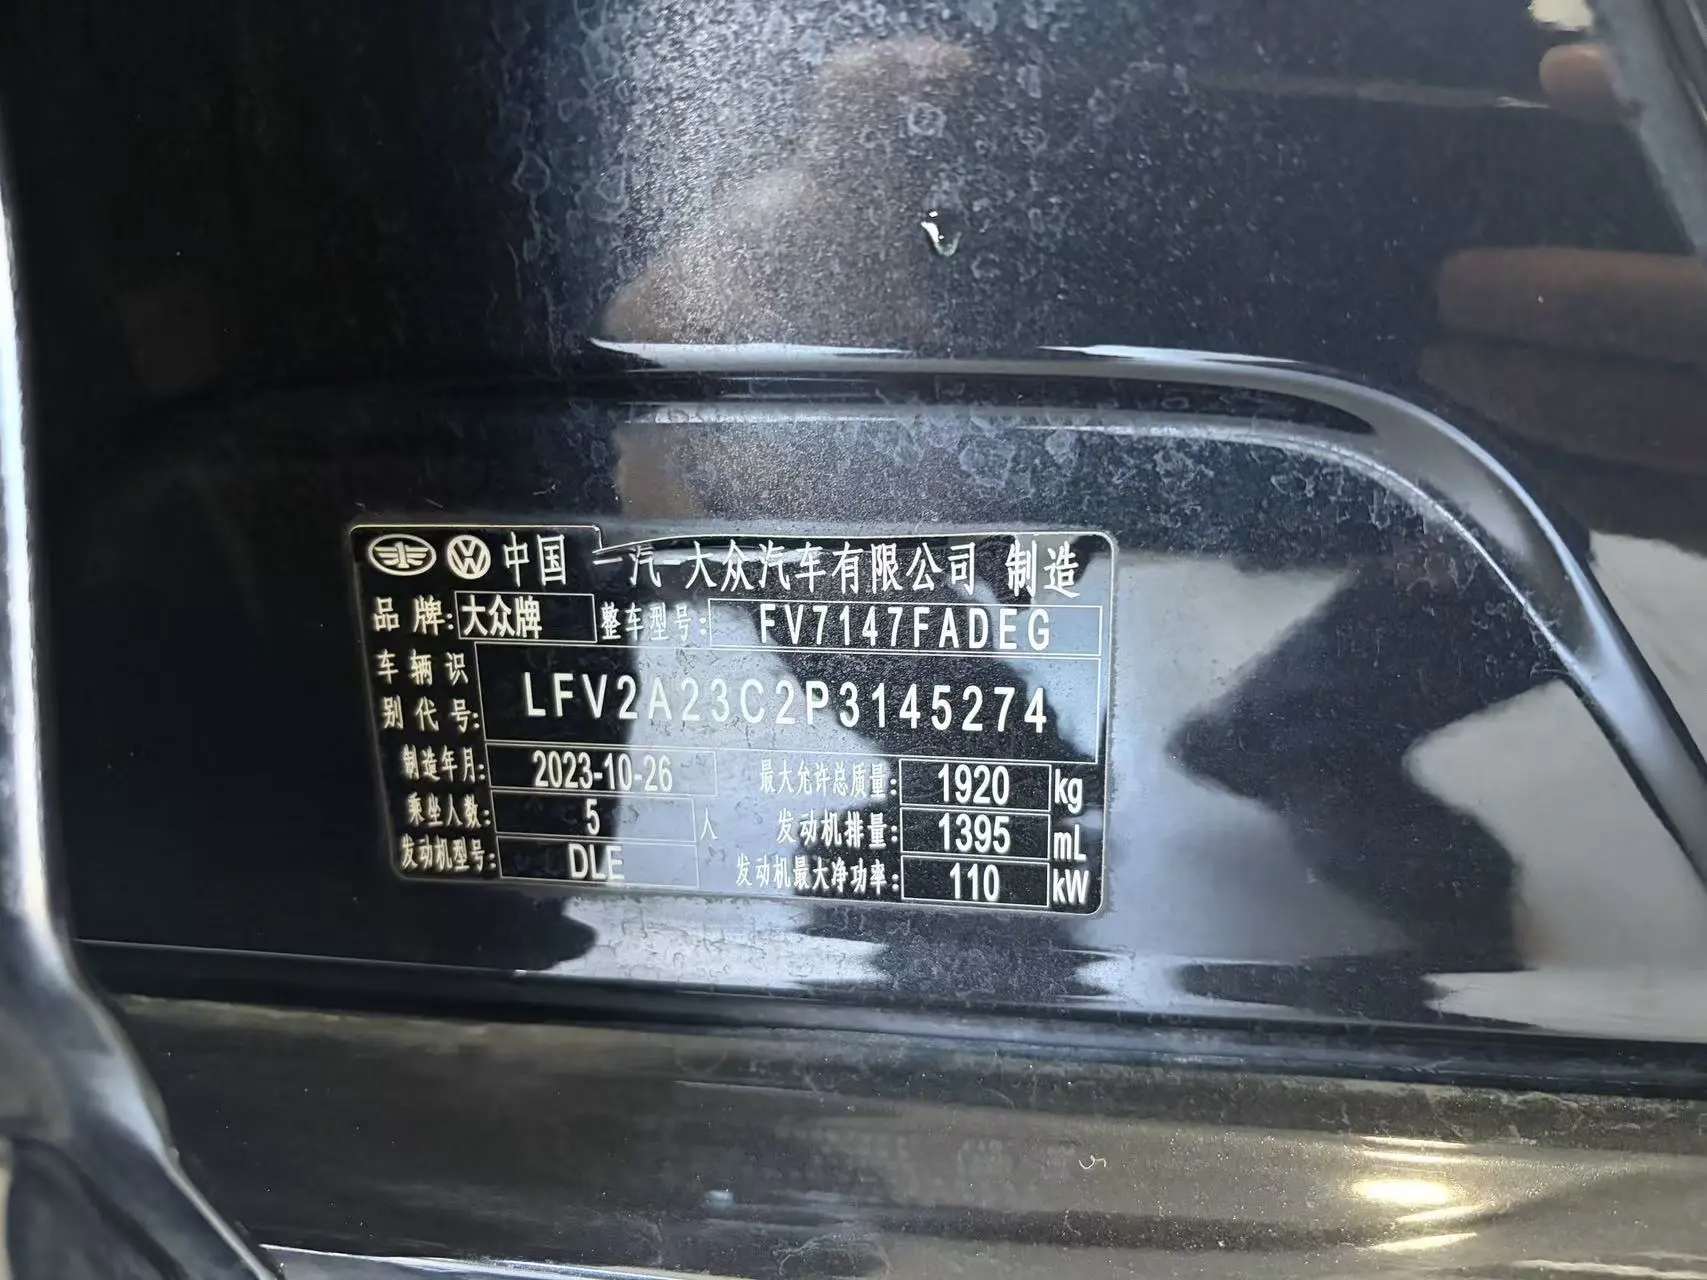 中国 一汽-大众汽车有限公司 制造
品牌: 大众牌 整车型号: FV7147FADEG
车辆识别代号: LFV2A23C2P3145274
制造年月: 2023-10-26 最大允许总质量: 1920 kg
乘坐人数: 5 人 发动机排量: 1395 mL
发动机型号: DLE 发动机最大净功率: 110 kW